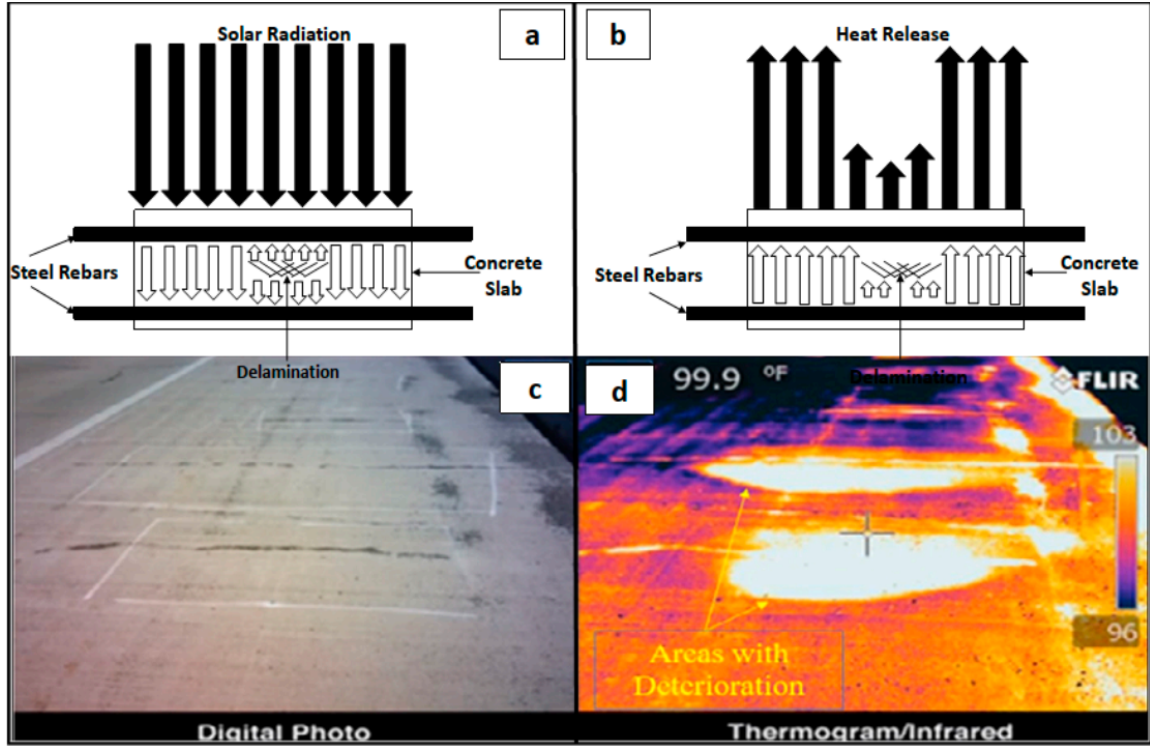 Solar Radiation
a
Steel Rebars
Concrete
Slab
Delamination
b
Heat Release
Steel Rebars
Concrete
Slab
Delamination
c
Digital Photo
d
99.9 °F
FLIR
103
96
Areas with
Deterioration
Thermogram/Infrared